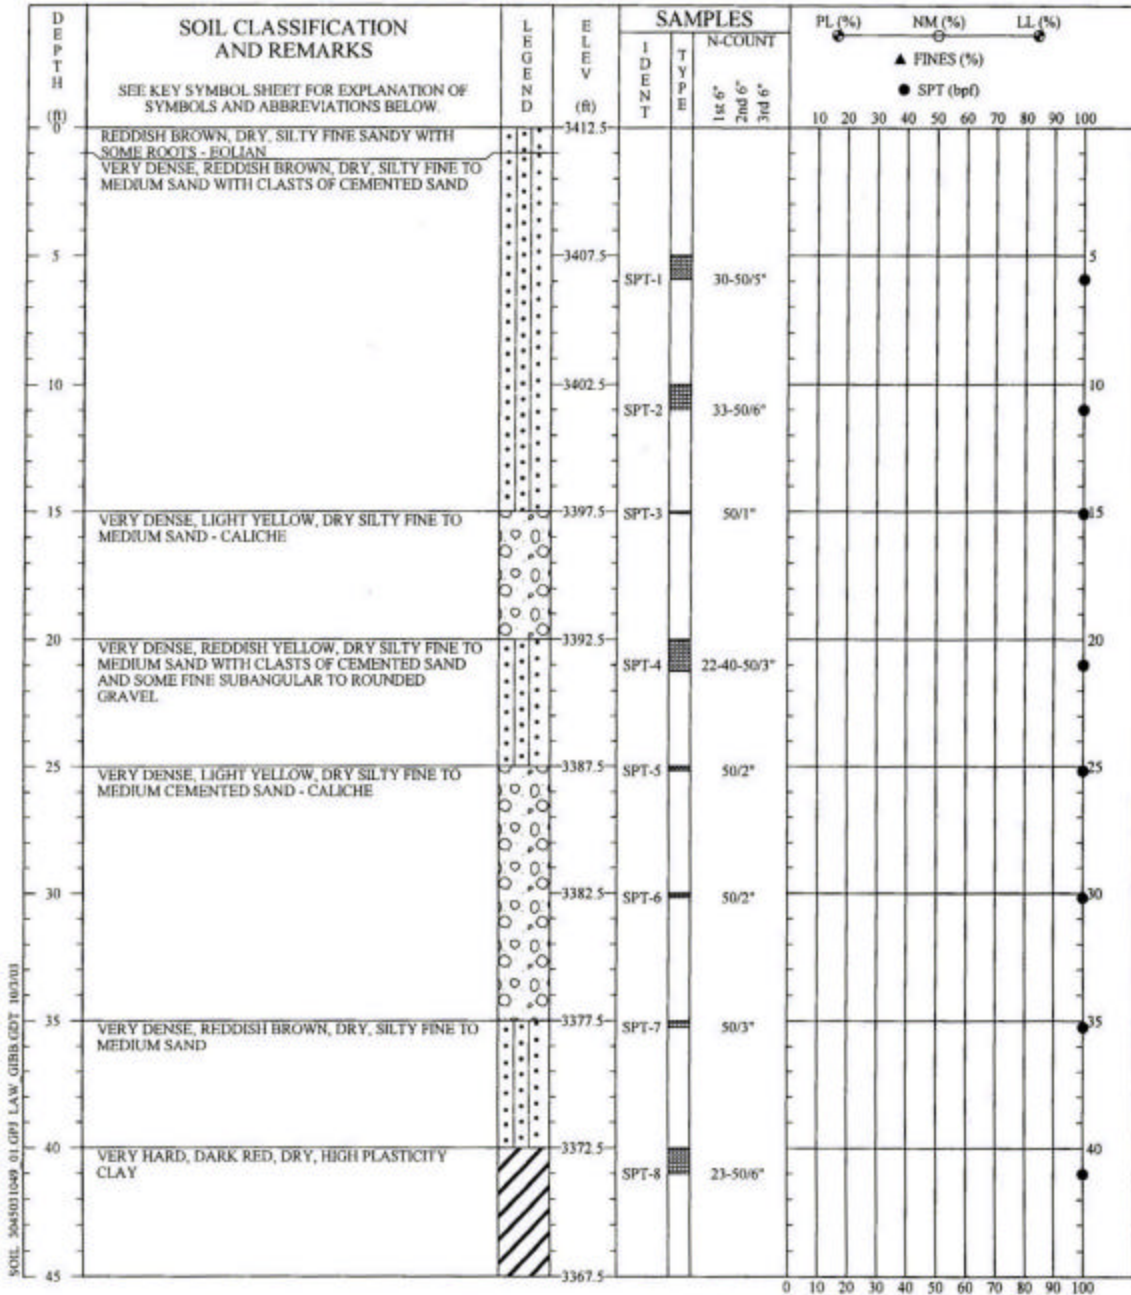 DEPTH (ft)
SOIL CLASSIFICATION
AND REMARKS
SEE KEY SYMBOL SHEET FOR EXPLANATION OF
SYMBOLS AND ABBREVIATIONS BELOW.
LEGEND
ELEV (ft)
SAMPLES
IDENT
TYPE
N-COUNT
1st 6"
2nd 6"
3rd 6"
PL (%) NM (%) LL (%)
▲ FINES (%)
● SPT (bpf)
10 20 30 40 50 60 70 80 90 100
0 3412.5
REDDISH BROWN, DRY, SILTY FINE SANDY WITH
SOME ROOTS - EOLIAN
VERY DENSE, REDDISH BROWN, DRY, SILTY FINE TO
MEDIUM SAND WITH CLASTS OF CEMENTED SAND
5 3407.5 5
SPT-1 30-50/5"
10 3402.5 10
SPT-2 33-50/6"
15 3397.5 SPT-3 50/1" 15
VERY DENSE, LIGHT YELLOW, DRY SILTY FINE TO
MEDIUM SAND - CALICHE
20 3392.5 20
VERY DENSE, REDDISH YELLOW, DRY SILTY FINE TO
MEDIUM SAND WITH CLASTS OF CEMENTED SAND
AND SOME FINE SUBANGULAR TO ROUNDED
GRAVEL
SPT-4 22-40-50/3"
25 3387.5 SPT-5 50/2" 25
VERY DENSE, LIGHT YELLOW, DRY SILTY FINE TO
MEDIUM CEMENTED SAND - CALICHE
30 3382.5 SPT-6 50/2" 30
35 3377.5 SPT-7 50/3" 35
VERY DENSE, REDDISH BROWN, DRY, SILTY FINE TO
MEDIUM SAND
40 3372.5 40
VERY HARD, DARK RED, DRY, HIGH PLASTICITY
CLAY
SPT-8 23-50/6"
45 3367.5
0 10 20 30 40 50 60 70 80 90 100
SOIL 3045031049_01.GPJ LAW_GIBB.GDT 10/3/03